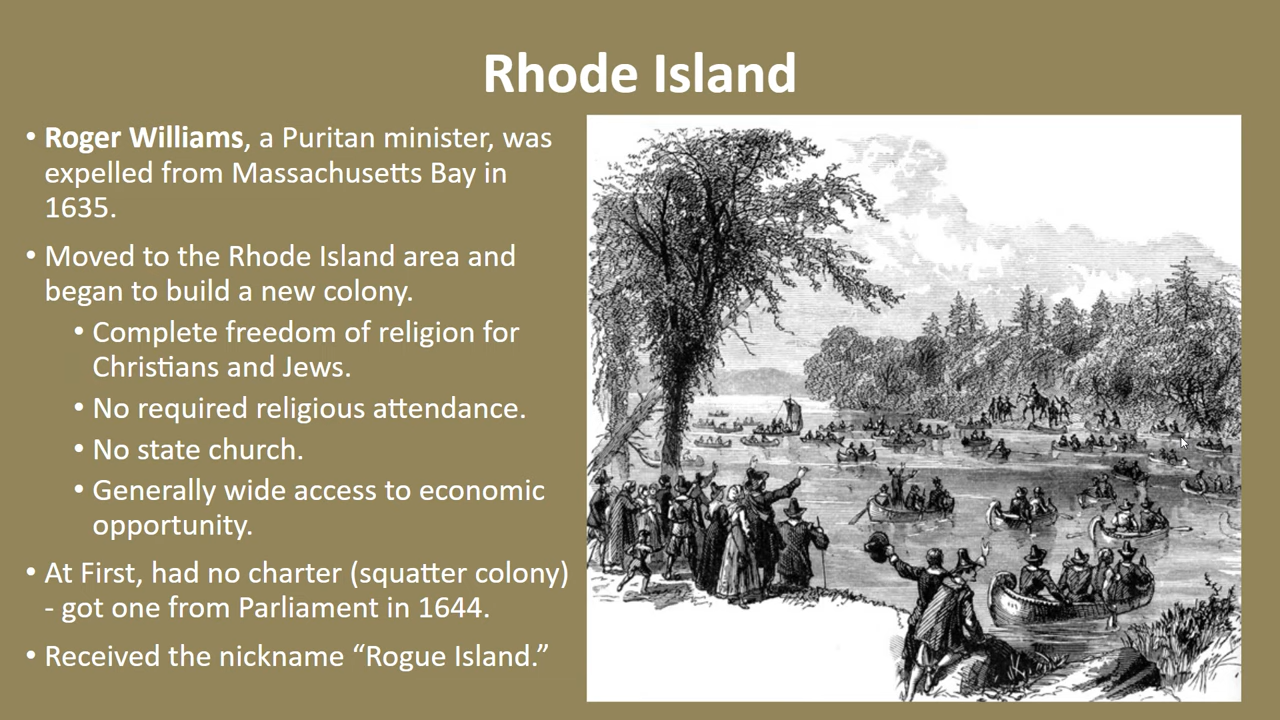 Rhode Island
• Roger Williams, a Puritan minister, was
expelled from Massachusetts Bay in
1635.
• Moved to the Rhode Island area and
began to build a new colony.
• Complete freedom of religion for
Christians and Jews.
• No required religious attendance.
• No state church.
• Generally wide access to economic
opportunity.
• At First, had no charter (squatter colony)
- got one from Parliament in 1644.
• Received the nickname “Rogue Island.”